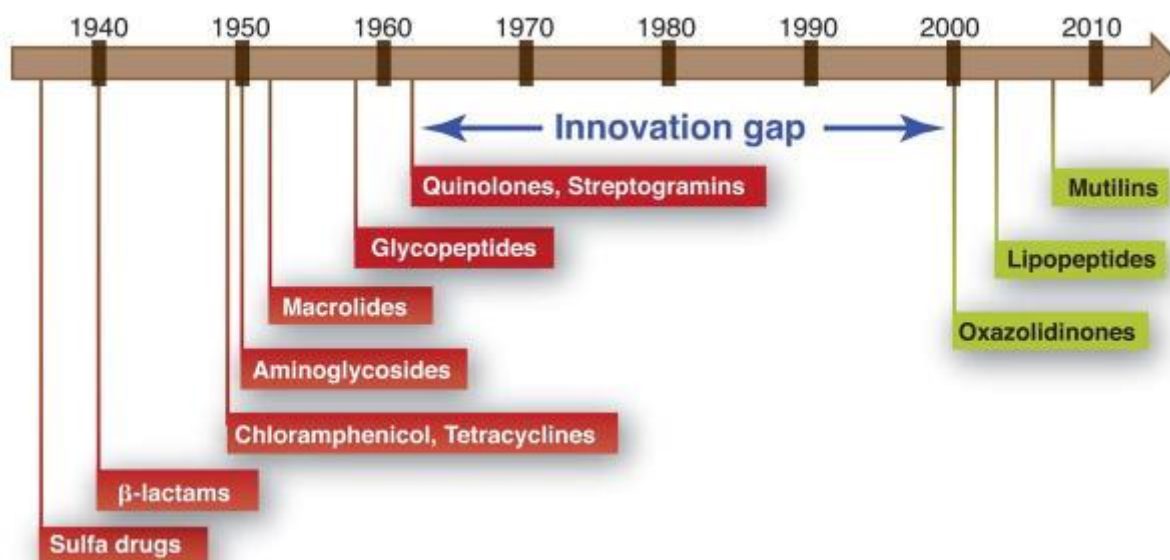 1940 1950 1960 1970 1980 1990 2000 2010
Innovation gap
Quinolones, Streptogramins
Mutilins
Glycopeptides
Lipopeptides
Macrolides
Oxazolidinones
Aminoglycosides
Chloramphenicol, Tetracyclines
β-lactams
Sulfa drugs